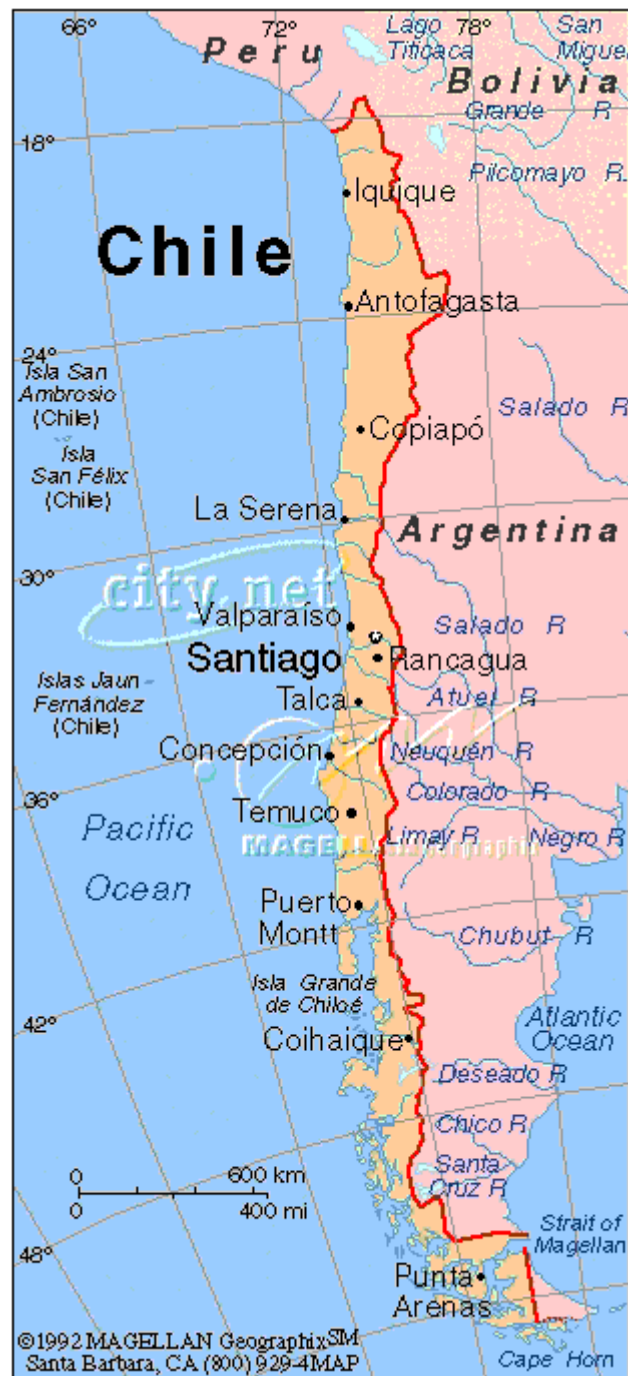 66°
72°
78°
Peru
Lago
Titicaca
San
Migue
Bolivia
Grande R
18°
Pilcomayo R.
Iquique
Chile
Antofagasta
24°
Isla San
Ambrosio
(Chile)
Salado R
Copiapó
Isla
San Félix
(Chile)
La Serena
Argentina
30°
city.net
Valparaíso
Salado R
Santiago
Rancagua
Islas Jaun
Fernández
(Chile)
Talca
Atuel R
Concepción
Neuquén R
Colorado R
36°
Temuco
Pacific
Ocean
Limay R
Negro R
MAGELLAN Geographix
Puerto
Montt
Chubut R
Isla Grande
de Chiloé
42°
Coihaique
Atlantic
Ocean
Deseado R
Chico R
Santa
Cruz R
0 600 km
0 400 mi
Strait of
Magellan
48°
Punta
Arenas
©1992 MAGELLAN Geographix SM
Santa Barbara, CA (800) 929-4MAP
Cape Horn